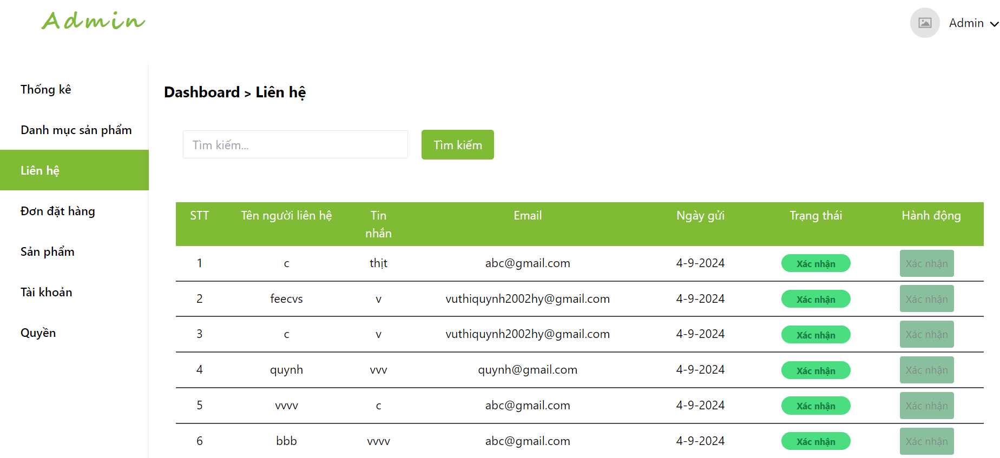 Admin
Admin
Thống kê
Danh mục sản phẩm
Liên hệ
Đơn đặt hàng
Sản phẩm
Tài khoản
Quyền
Dashboard > Liên hệ
Tìm kiếm...
Tìm kiếm
STT Tên người liên hệ Tin nhắn Email Ngày gửi Trạng thái Hành động
1 c thịt abc@gmail.com 4-9-2024 Xác nhận Xác nhận
2 feecvs v vuthiquynh2002hy@gmail.com 4-9-2024 Xác nhận Xác nhận
3 c v vuthiquynh2002hy@gmail.com 4-9-2024 Xác nhận Xác nhận
4 quynh vvv quynh@gmail.com 4-9-2024 Xác nhận Xác nhận
5 vvvv c abc@gmail.com 4-9-2024 Xác nhận Xác nhận
6 bbb vvvv abc@gmail.com 4-9-2024 Xác nhận Xác nhận